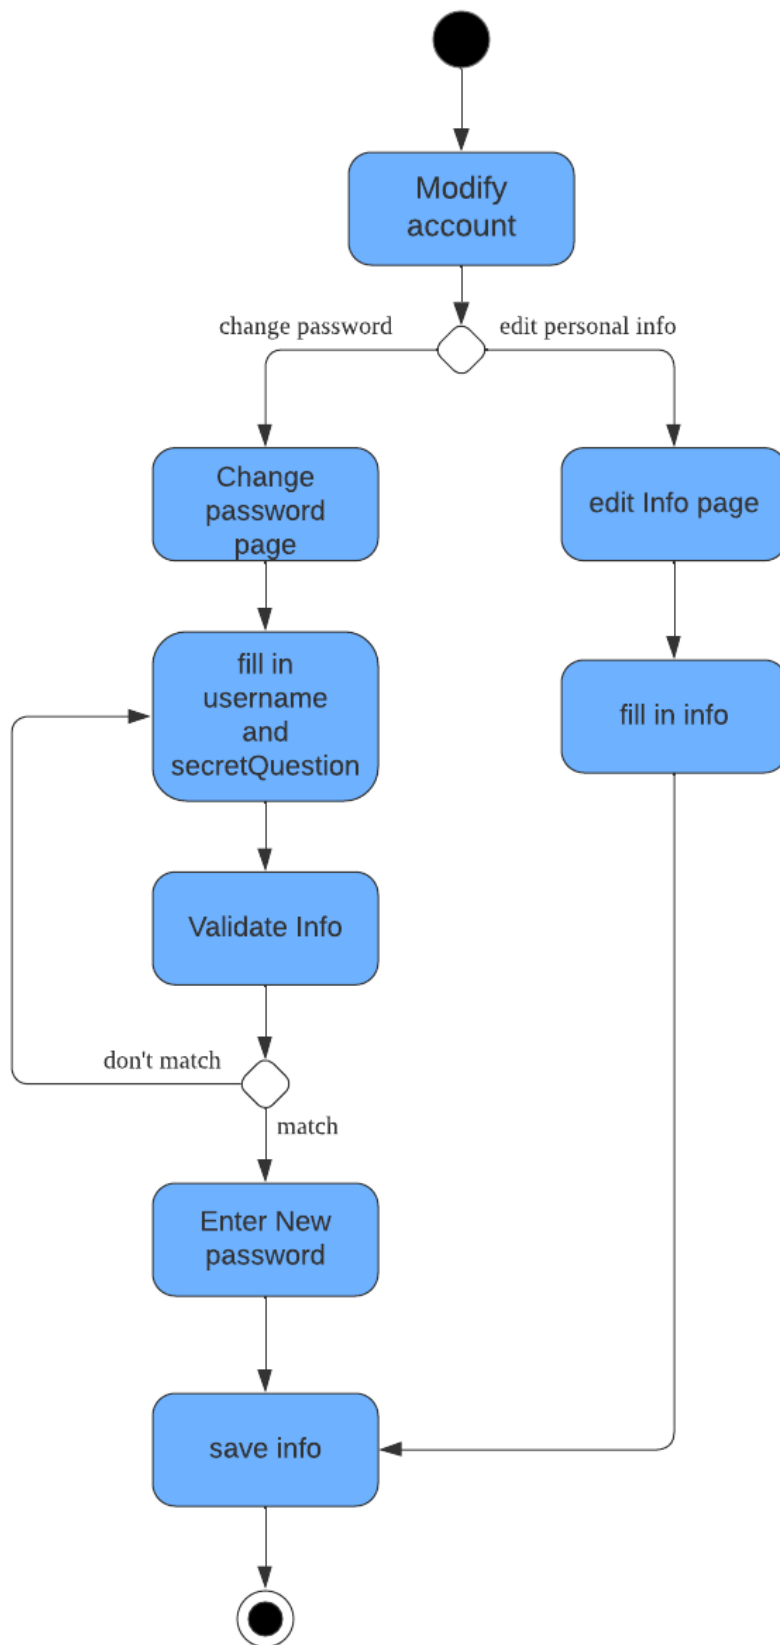 Modify
account
change password
edit personal info
Change
password
page
edit Info page
fill in
username
and
secretQuestion
fill in info
Validate Info
don't match
match
Enter New
password
save info